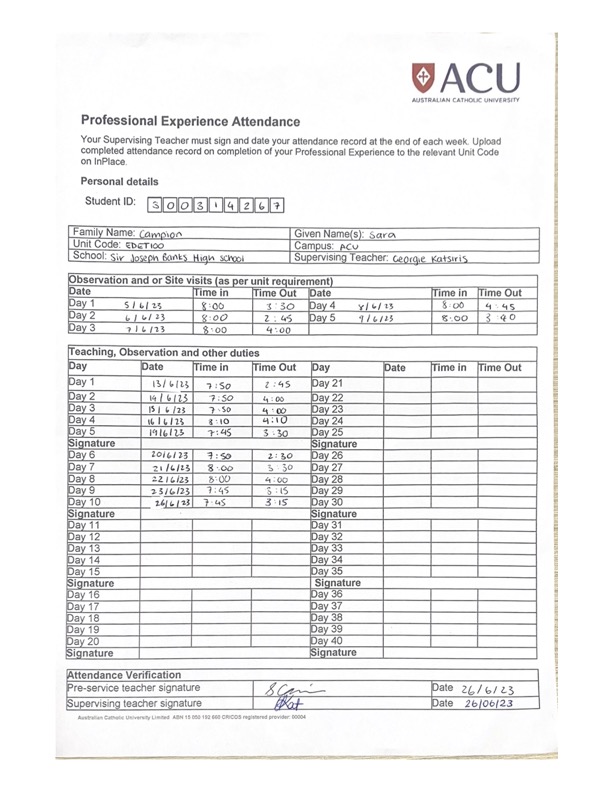 ACU
AUSTRALIAN CATHOLIC UNIVERSITY
Professional Experience Attendance
Your Supervising Teacher must sign and date your attendance record at the end of each week. Upload
completed attendance record on completion of your Professional Experience to the relevant Unit Code
on InPlace.
Personal details
Student ID: S00314267
Family Name: Campion Given Name(s): Sara
Unit Code: EDET100 Campus: ACU
School: Sir Joseph Banks High School Supervising Teacher: Georgie Katsiris
Observation and or Site visits (as per unit requirement)
Date Time in Time Out Date Time in Time Out
Day 1 5/6/23 8:00 3:30 Day 4 8/6/23 8:00 4:45
Day 2 6/6/23 8:00 2:45 Day 5 9/6/23 8:00
Day 3 7/6/23 8:00 4:00
Teaching, Observation and other duties
Day Date Time in Time Out Day Date Time in Time Out
Day 1 13/6/23 7:50 2:45 Day 21
Day 2 14/6/23 7:50 4:00 Day 22
Day 3 15/6/23 7:50 4:00 Day 23
Day 4 16/6/23 8:10 4:10 Day 24
Day 5 19/6/23 7:45 3:30 Day 25
Signature Signature
Day 6 20/6/23 7:50 2:30 Day 26
Day 7 21/6/23 8:00 3:30 Day 27
Day 8 22/6/23 8:00 4:00 Day 28
Day 9 23/6/23 7:45 3:15 Day 29
Day 10 26/6/23 7:45 3:15 Day 30
Signature Signature
Day 11 Day 31
Day 12 Day 32
Day 13 Day 33
Day 14 Day 34
Day 15 Day 35
Signature Signature
Day 16 Day 36
Day 17 Day 37
Day 18 Day 38
Day 19 Day 39
Day 20 Day 40
Signature Signature
Attendance Verification
Pre-service teacher signature Date 26/6/23
Supervising teacher signature Date 26/06/23
Australian Catholic University Limited ABN 15 050 192 660 CRICOS registered provider: 00004